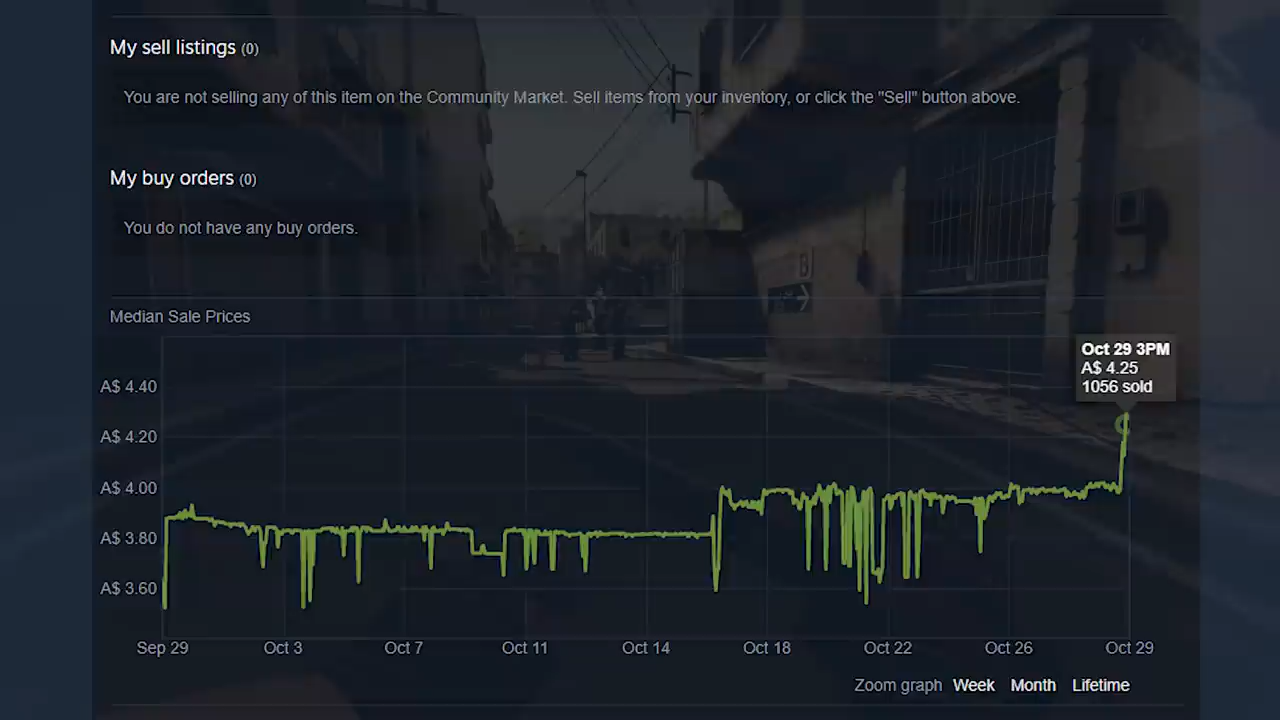 My sell listings (0)
You are not selling any of this item on the Community Market. Sell items from your inventory, or click the "Sell" button above.
My buy orders (0)
You do not have any buy orders.
B
Median Sale Prices
Oct 29 3PM
A$ 4.25
1056 sold
A$ 4.40
A$ 4.20
A$ 4.00
A$ 3.80
A$ 3.60
Sep 29 Oct 3 Oct 7 Oct 11 Oct 14 Oct 18 Oct 22 Oct 26 Oct 29
Zoom graph Week Month Lifetime